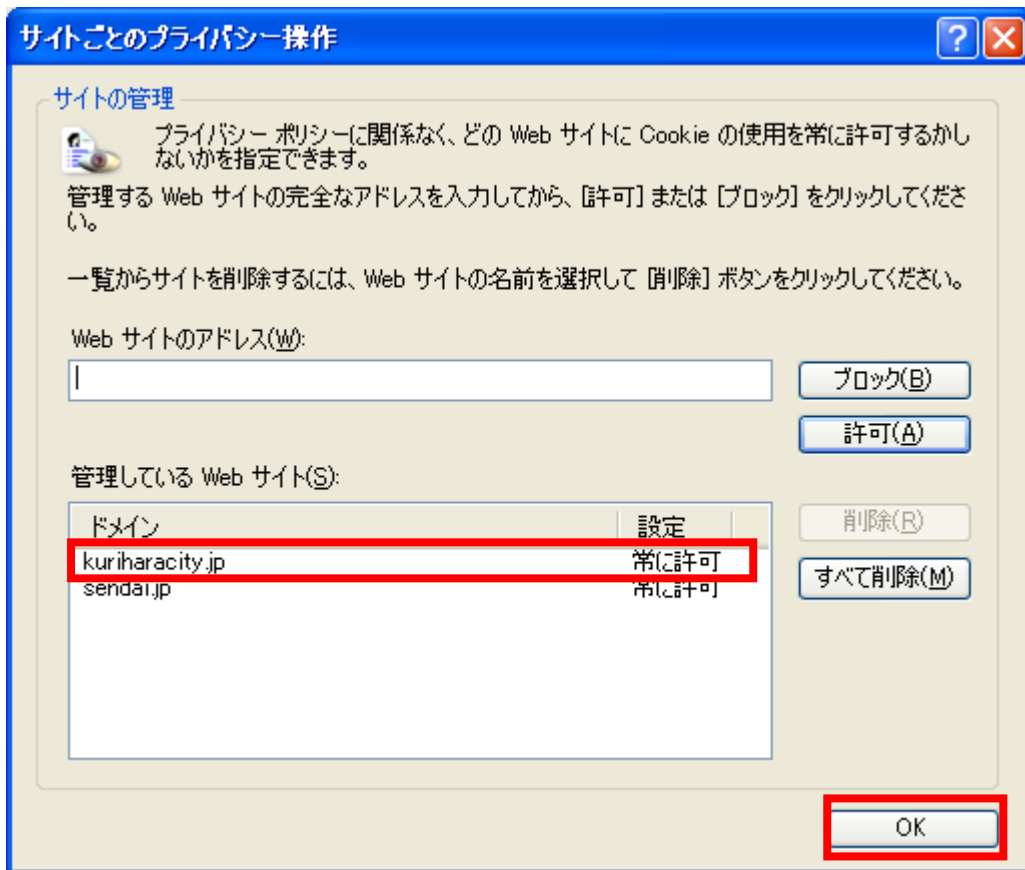 サイトごとのプライバシー操作
サイトの管理
プライバシー ポリシーに関係なく、どの Web サイトに Cookie の使用を常に許可するかし
ないかを指定できます。
管理する Web サイトの完全なアドレスを入力してから、[許可] または [ブロック] をクリックしてくださ
い。
一覧からサイトを削除するには、Web サイトの名前を選択して [削除] ボタンをクリックしてください。
Web サイトのアドレス(W):
ブロック(B)
許可(A)
管理している Web サイト(S):
ドメイン 設定
削除(R)
kuriharacity.jp 常に許可
すべて削除(M)
sendai.jp 常に許可
OK